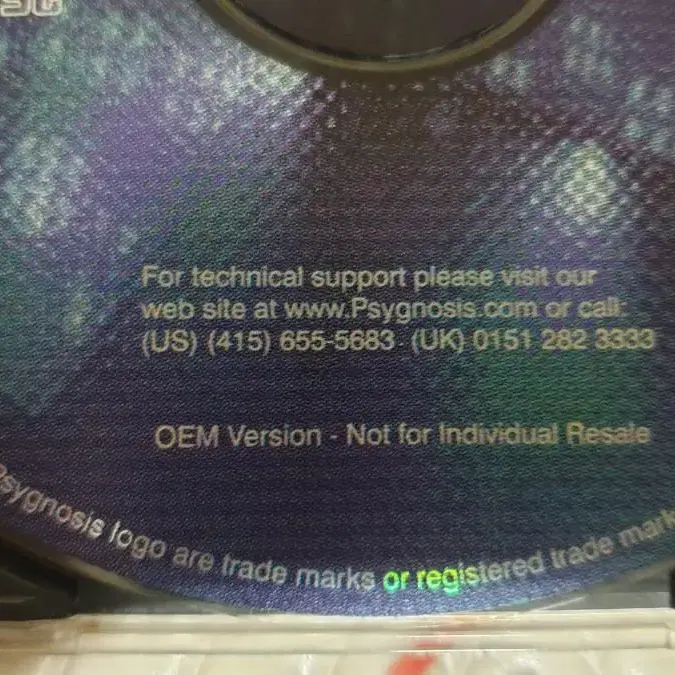 For technical support please visit our
web site at www.Psygnosis.com or call:
(US) (415) 655-5683 (UK) 0151 282 3333
OEM Version - Not for Individual Resale
Psygnosis logo are trade marks or registered trade mark